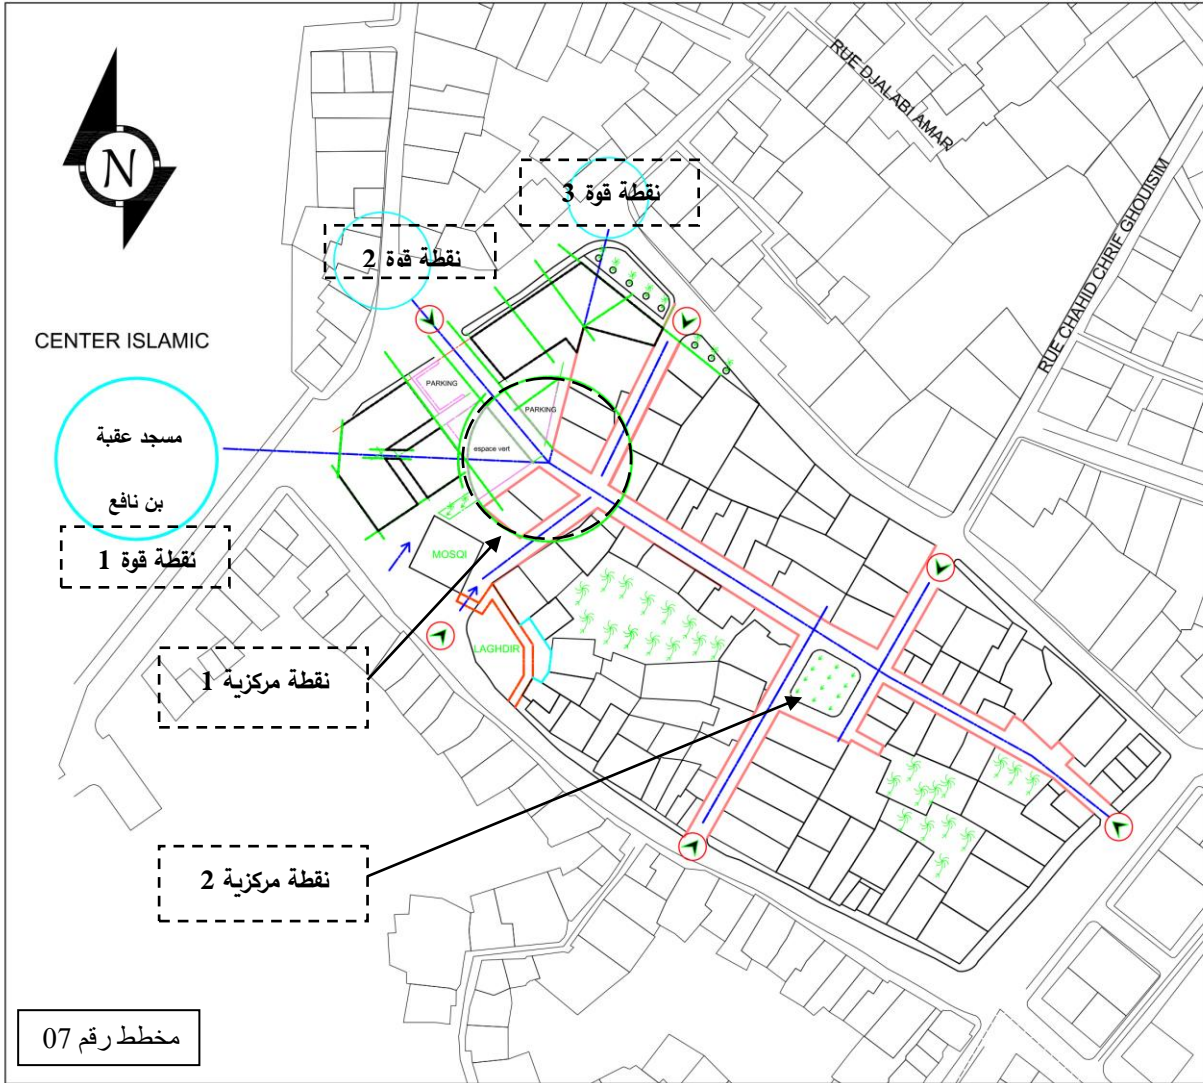 RUE DJALABI AMAR
N
نقطة قوة 3
RUE CHAHID CHRIF GHOUISIM
نقطة قوة 2
CENTER ISLAMIC
PARKING
PARKING
مسجد عقبة
بن نافع
espace vert
نقطة قوة 1
MOSQI
LAGHDIR
نقطة مركزية 1
نقطة مركزية 2
مخطط رقم 07